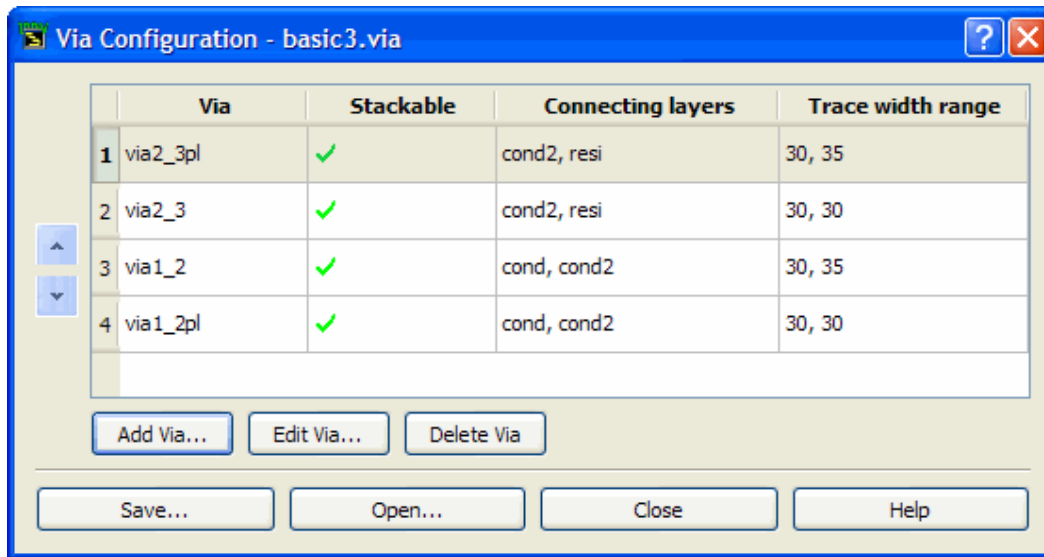 Via Configuration - basic3.via
Via Stackable Connecting layers Trace width range
1 via2_3pl cond2, resi 30, 35
2 via2_3 cond2, resi 30, 30
3 via1_2 cond, cond2 30, 35
4 via1_2pl cond, cond2 30, 30
Add Via... Edit Via... Delete Via
Save... Open... Close Help